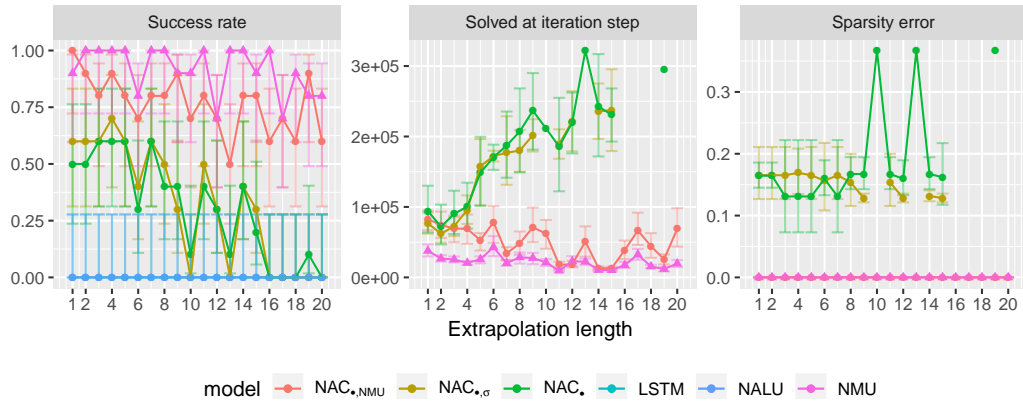 Success rate
Solved at iteration step
Sparsity error
1.00
0.75
0.50
0.25
0.00
3e+05
2e+05
1e+05
0e+00
0.3
0.2
0.1
0.0
1 2 4 6 8 10 12 14 16 18 20
1 2 4 6 8 10 12 14 16 18 20
1 2 4 6 8 10 12 14 16 18 20
Extrapolation length
model NAC•,NMU NAC•,σ NAC• LSTM NALU NMU